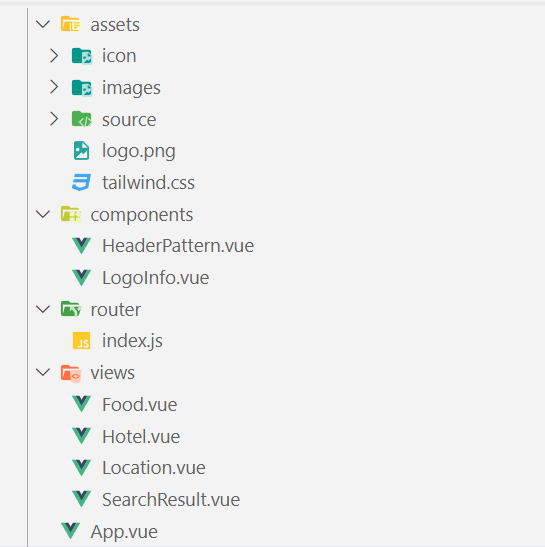 assets
icon
images
source
logo.png
tailwind.css
components
HeaderPattern.vue
LogoInfo.vue
router
JS index.js
views
Food.vue
Hotel.vue
Location.vue
SearchResult.vue
App.vue